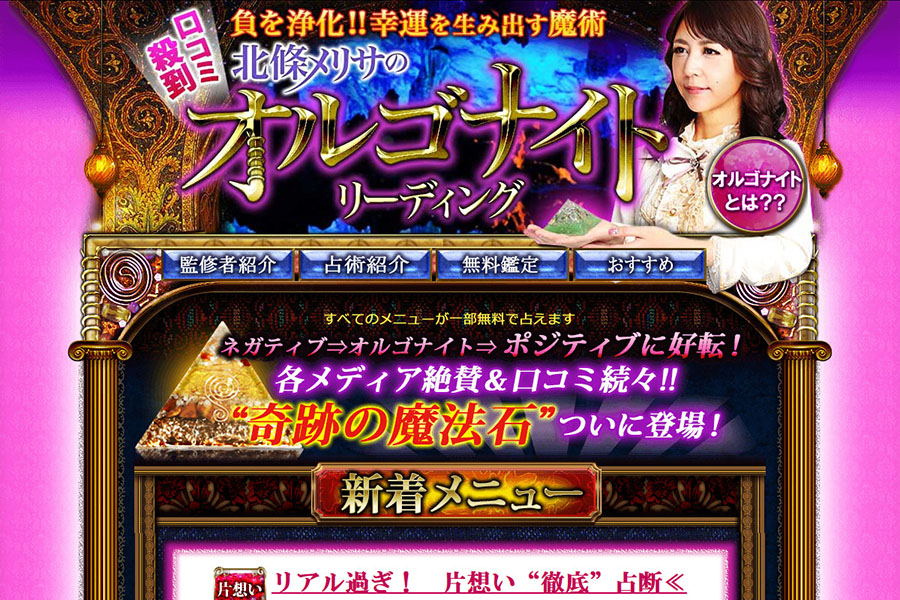 口コミ
殺到
負を浄化!!幸運を生み出す魔術
北條メリサの
オルゴナイト
リーディング
オルゴナイト
とは??
監修者紹介
占術紹介
無料鑑定
おすすめ
すべてのメニューが一部無料で占えます
ネガティブ⇒オルゴナイト⇒ ポジティブに好転!
各メディア絶賛&口コミ続々!!
“奇跡の魔法石”ついに登場!
新着メニュー
片想い
リアル過ぎ! 片想い“徹底”占断≪